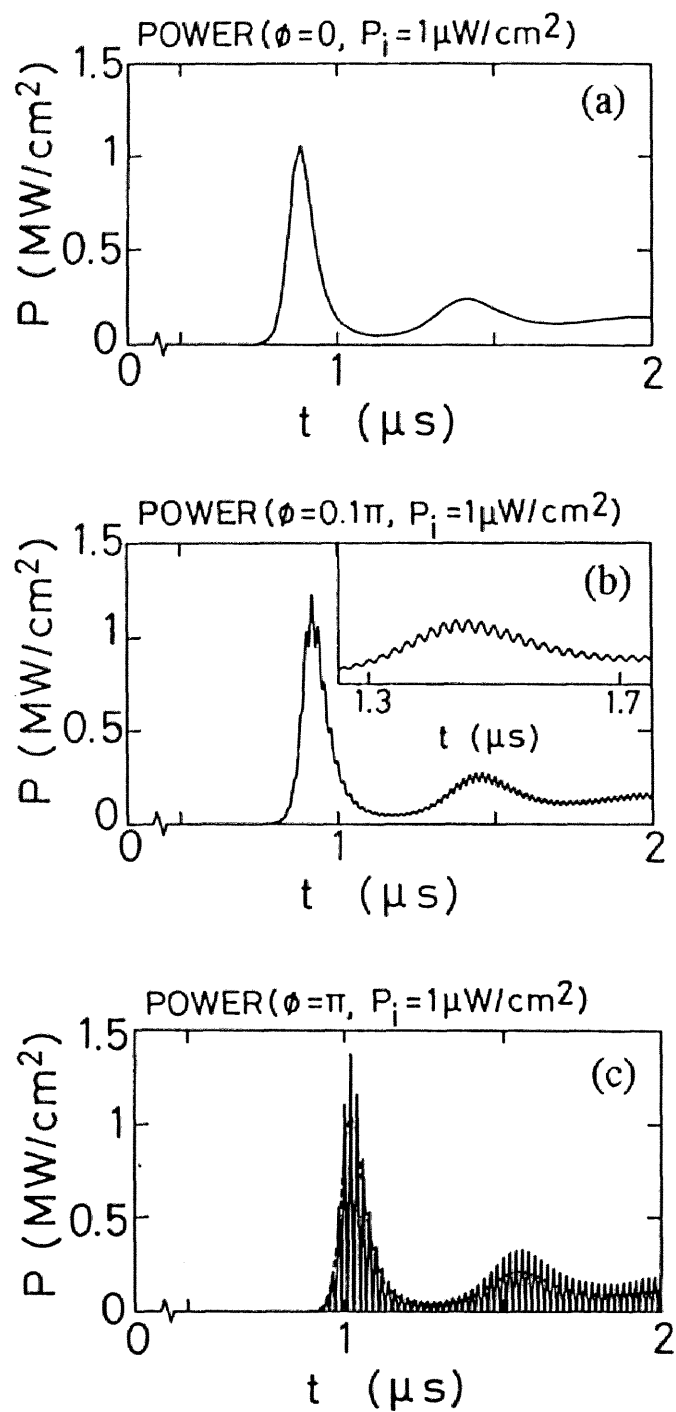 POWER(ø=0, Pi=1μW/cm²)
(a)
P (MW/cm²)
1.5
1
0.5
0
0
1
2
t (μs)
POWER(ø=0.1π, Pi=1μW/cm²)
(b)
P (MW/cm²)
1.5
1
0.5
0
1.3
1.7
t (μs)
0
1
2
t (μs)
POWER(ø=π, Pi=1μW/cm²)
(c)
P (MW/cm²)
1.5
1
0.5
0
0
1
2
t (μs)